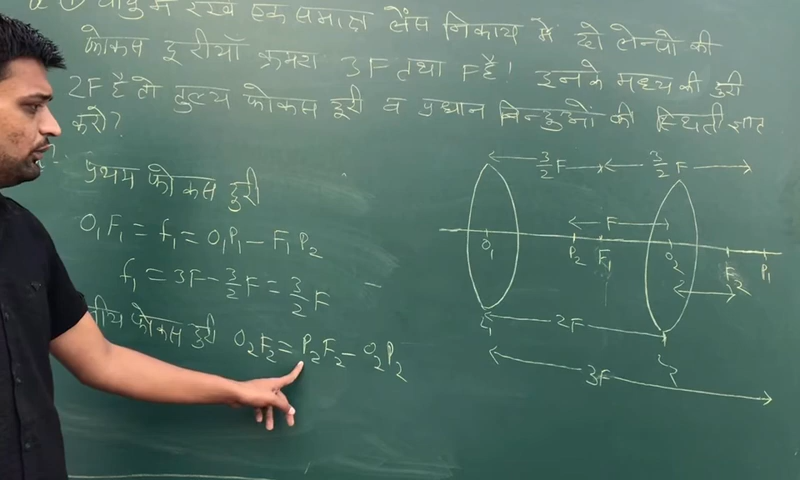 वायु में रखे एक समाक्ष लेंस निकाय में दो लेन्सो की
फोकस दूरीयॉ क्रमश 3F तथा F है। इनके मध्य की दुरी
2F है तो तुल्य फोकस दूरी व प्रधान बिन्दुओं की स्थिती ज्ञात
करो?
प्रथम फोकस दुरी
O₁F₁ = f₁ = O₁P₁ - F₁P₂
f₁ = 3F - 3/2 F = 3/2 F
फोकस दुरी O₂F₂ = P₂F₂ - O₂P₂
3/2 F 3/2 F
F
O₁ P₂ F₁ O₂ F₂ P₁
2F
3F